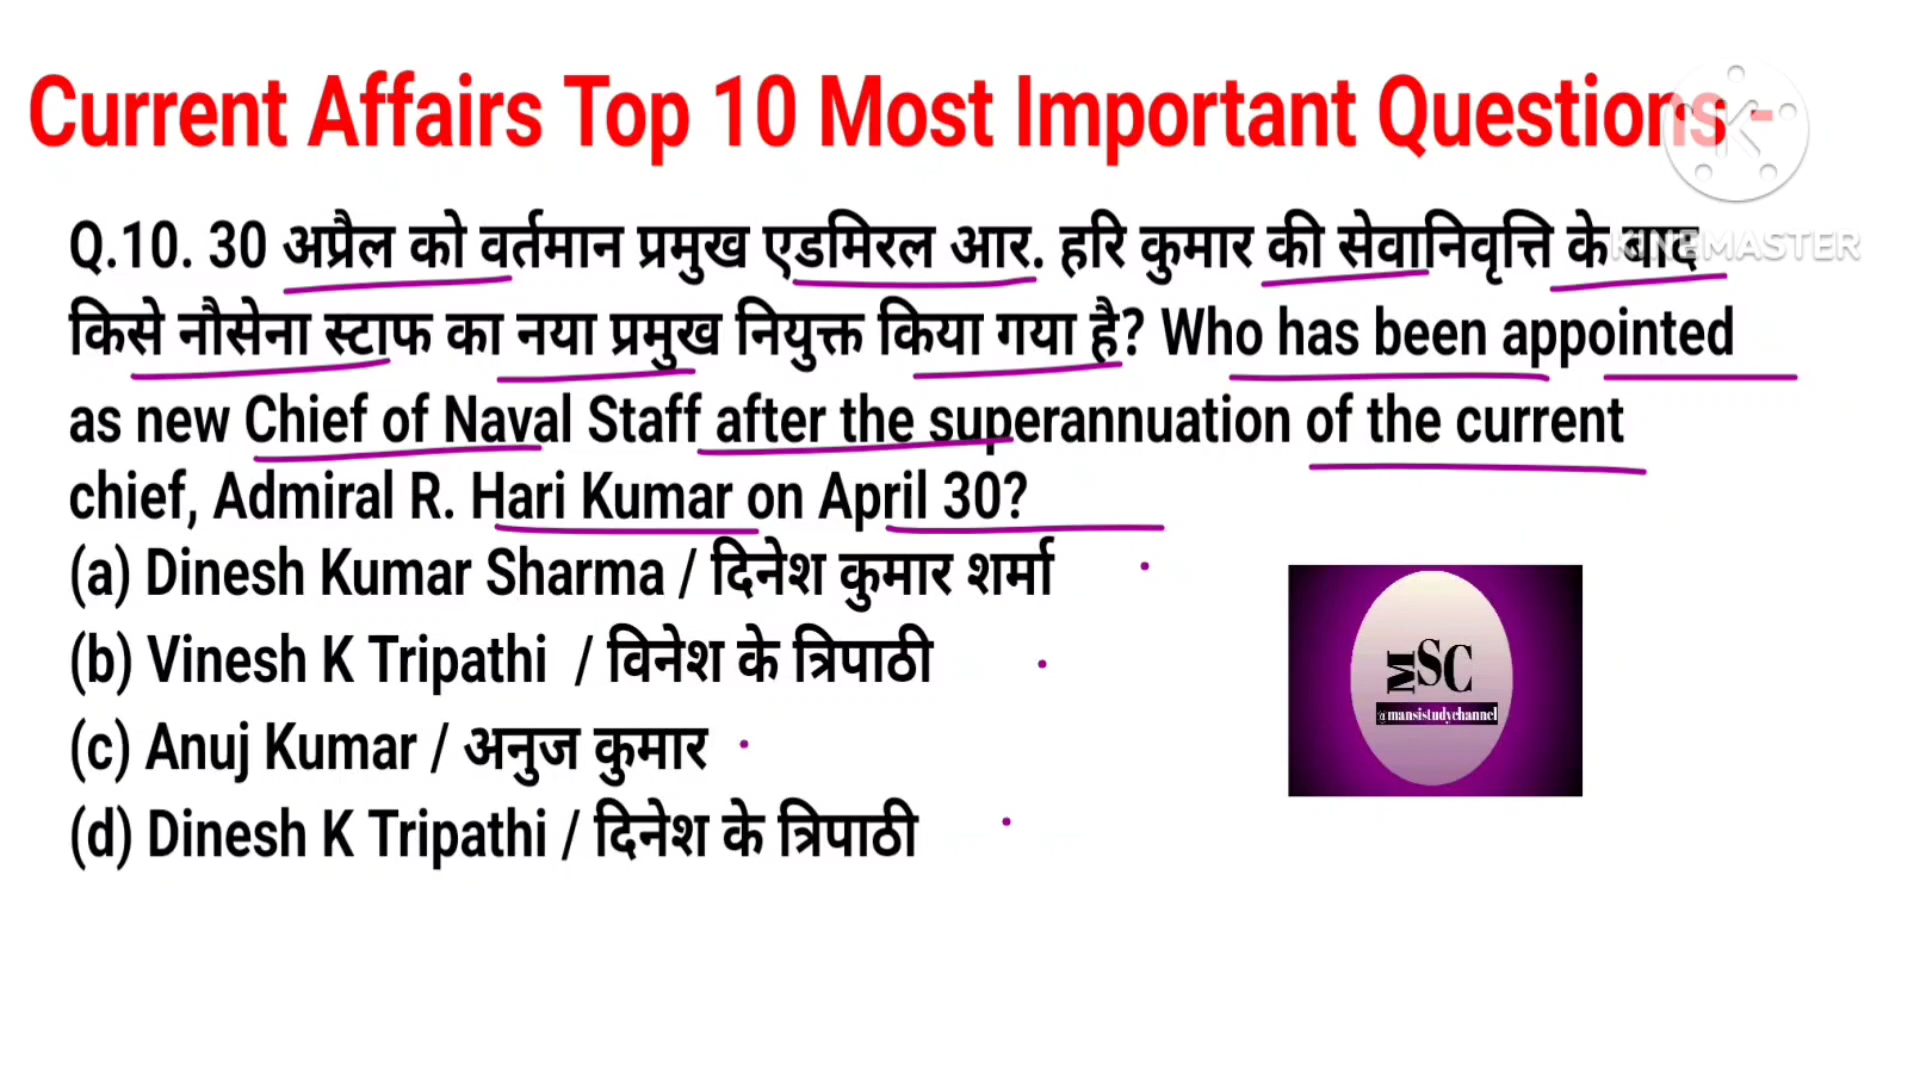 Current Affairs Top 10 Most Important Questions -
KINEMASTER
Q.10. 30 अप्रैल को वर्तमान प्रमुख एडमिरल आर. हरि कुमार की सेवानिवृत्ति के बाद
किसे नौसेना स्टाफ का नया प्रमुख नियुक्त किया गया है? Who has been appointed
as new Chief of Naval Staff after the superannuation of the current
chief, Admiral R. Hari Kumar on April 30?
(a) Dinesh Kumar Sharma / दिनेश कुमार शर्मा
(b) Vinesh K Tripathi / विनेश के त्रिपाठी
(c) Anuj Kumar / अनुज कुमार
(d) Dinesh K Tripathi / दिनेश के त्रिपाठी
MSC
@mansistudychannel